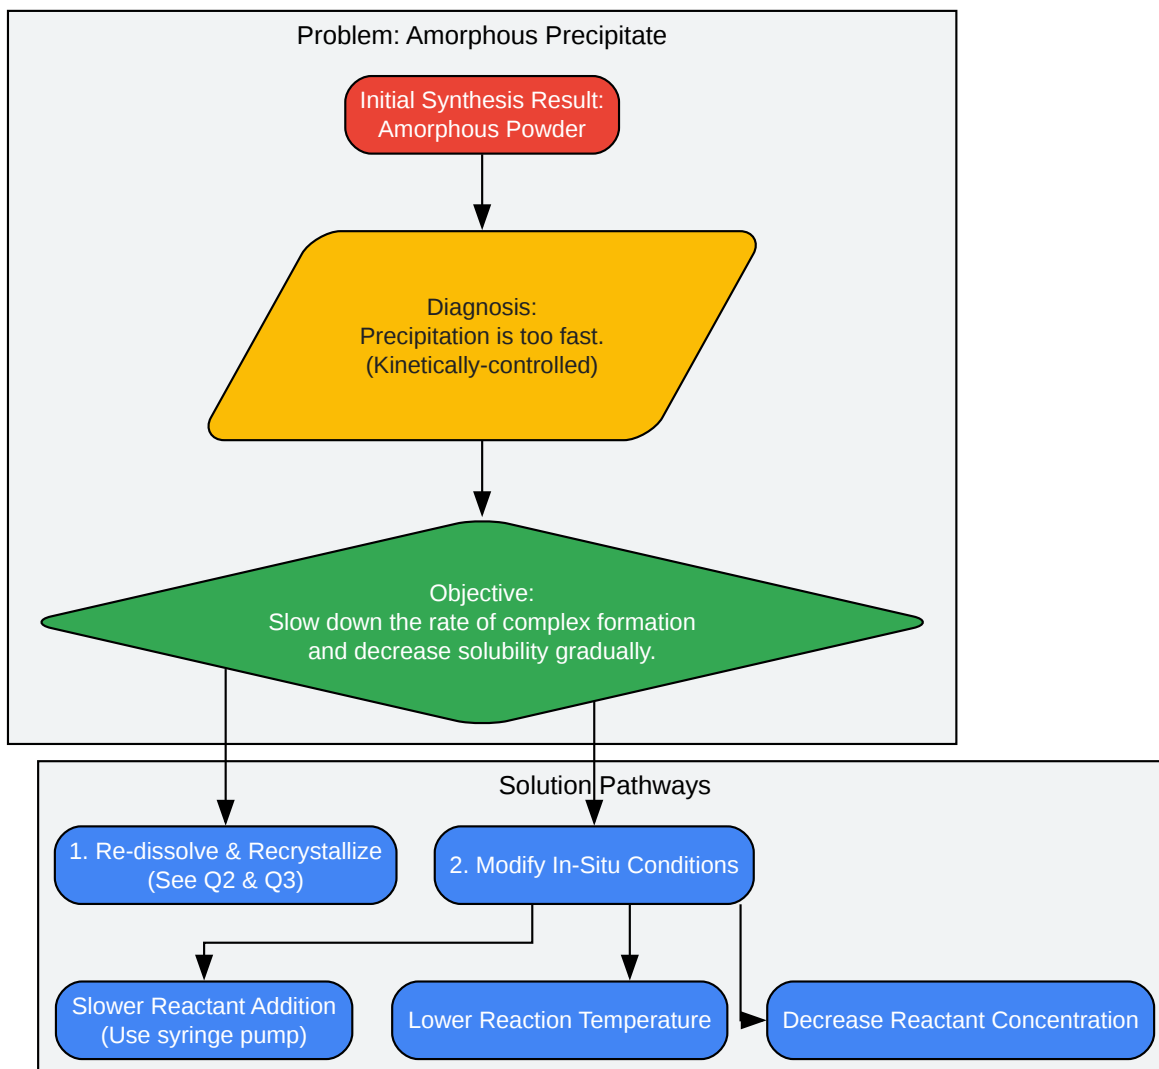 Problem: Amorphous Precipitate
Initial Synthesis Result:
Amorphous Powder
Diagnosis:
Precipitation is too fast.
(Kinetically-controlled)
Objective:
Slow down the rate of complex formation
and decrease solubility gradually.
Solution Pathways
1. Re-dissolve & Recrystallize
(See Q2 & Q3)
2. Modify In-Situ Conditions
Slower Reactant Addition
(Use syringe pump)
Lower Reaction Temperature
Decrease Reactant Concentration